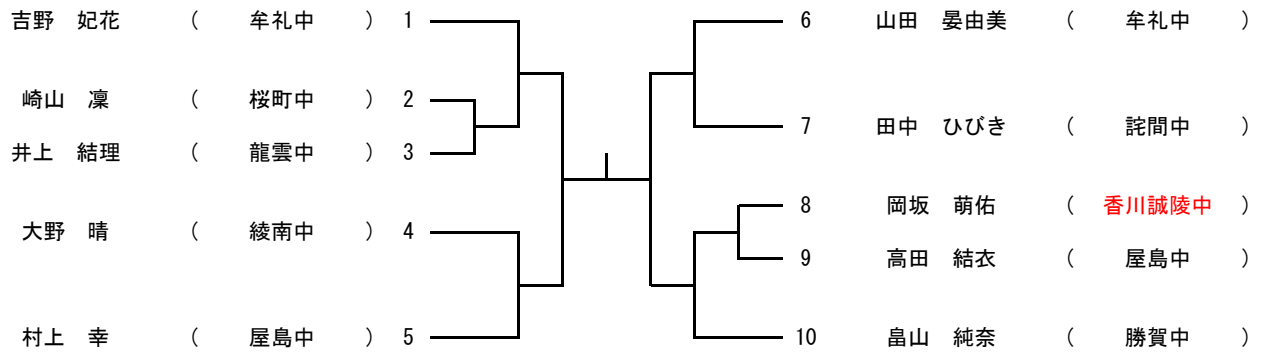 吉野　妃花　（　牟礼中　）　1
崎山　凜　（　桜町中　）　2
井上　結理　（　龍雲中　）　3
大野　晴　（　綾南中　）　4
村上　幸　（　屋島中　）　5
6　山田　晏由美　（　牟礼中　）
7　田中　ひびき　（　詫間中　）
8　岡坂　萌佑　（　香川誠陵中　）
9　高田　結衣　（　屋島中　）
10　畠山　純奈　（　勝賀中　）